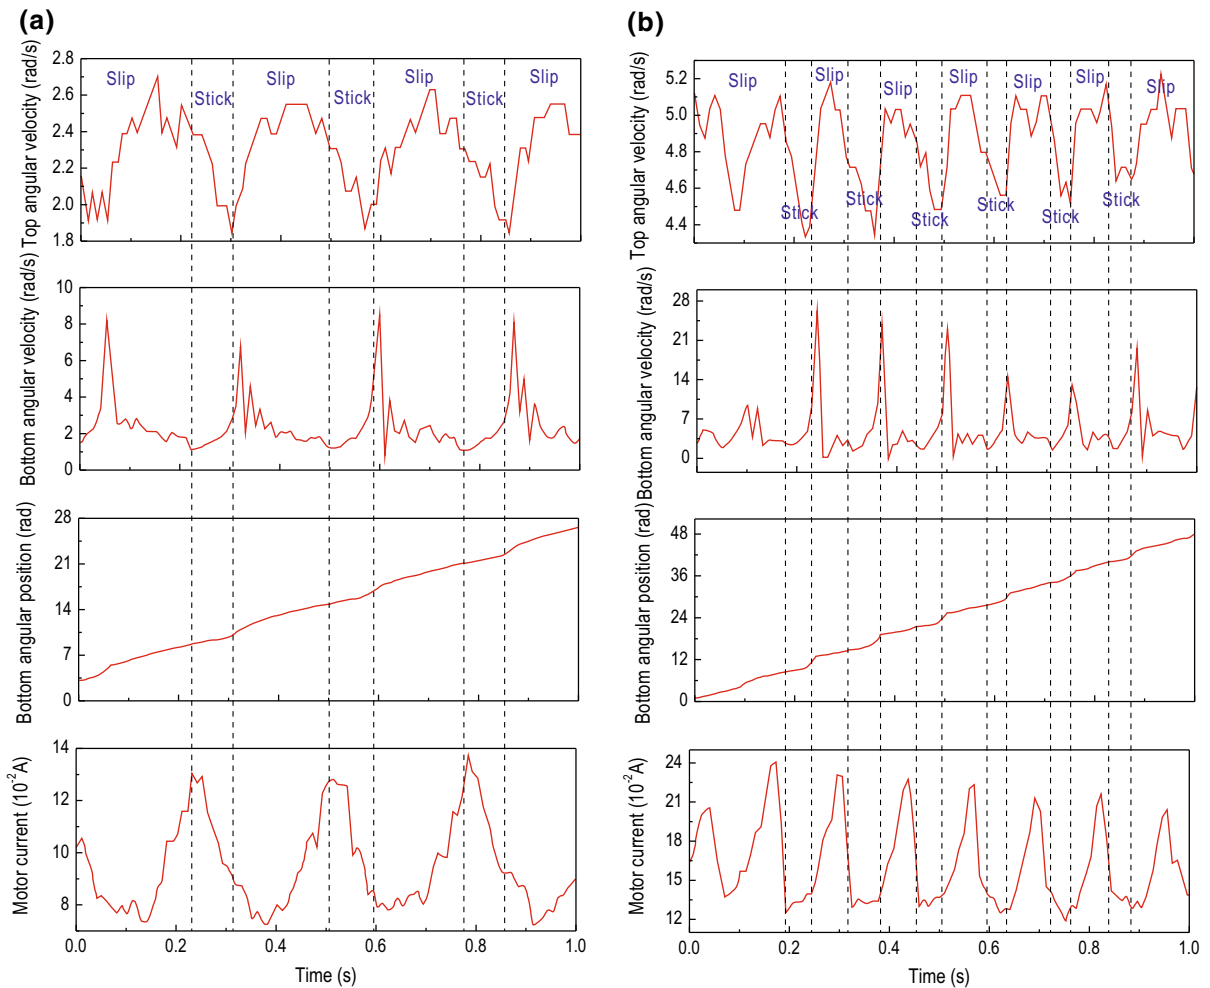 (a)
Top angular velocity (rad/s)
2.8
2.6
2.4
2.2
2.0
1.8
Slip
Stick
Slip
Stick
Slip
Stick
Slip
Bottom angular velocity (rad/s)
10
8
6
4
2
0
Bottom angular position (rad)
28
21
14
7
0
Motor current (10⁻²A)
14
12
10
8
0.0 0.2 0.4 0.6 0.8 1.0
Time (s)
(b)
Top angular velocity (rad/s)
5.2
5.0
4.8
4.6
4.4
Slip
Stick
Slip
Stick
Slip
Stick
Slip
Stick
Slip
Stick
Slip
Stick
Slip
Bottom angular velocity (rad/s)
28
21
14
7
0
Bottom angular position (rad)
48
36
24
12
0
Motor current (10⁻²A)
24
21
18
15
12
0.0 0.2 0.4 0.6 0.8 1.0
Time (s)